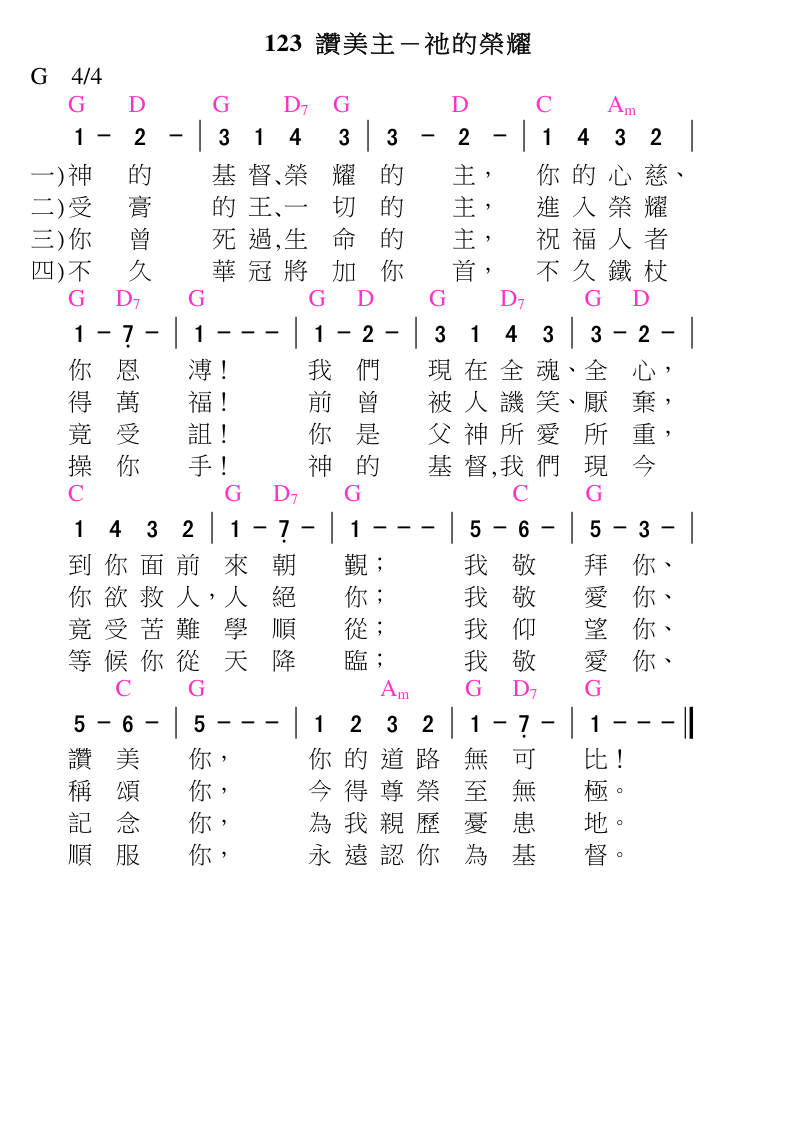 123 讚美主－祂的榮耀
G 4/4
G D G D7 G D C Am
1 － 2 － | 3 1 4 3 | 3 － 2 － | 1 4 3 2 |
一)神的基督、榮耀的主，你的心慈、
二)受膏的王、一切的主，進入榮耀
三)你曾死過,生命的主，祝福人者
四)不久華冠將加你首，不久鐵杖
G D7 G G D G D7 G D
1 － 7̣ － | 1 － － － | 1 － 2 － | 3 1 4 3 | 3 － 2 － |
你恩溥！我們現在全魂、全心，
得萬福！前曾被人譏笑、厭棄，
竟受詛！你是父神所愛所重，
操你手！神的基督,我們現今
C G D7 G C G
1 4 3 2 | 1 － 7̣ － | 1 － － － | 5 － 6 － | 5 － 3 － |
到你面前來朝覲；我敬拜你、
你欲救人，人絕你；我敬愛你、
竟受苦難學順從；我仰望你、
等候你從天降臨；我敬愛你、
C G Am G D7 G
5 － 6 － | 5 － － － | 1 2 3 2 | 1 － 7̣ － | 1 － － － ‖
讚美你，你的道路無可比！
稱頌你，今得尊榮至無極。
記念你，為我親歷憂患地。
順服你，永遠認你為基督。